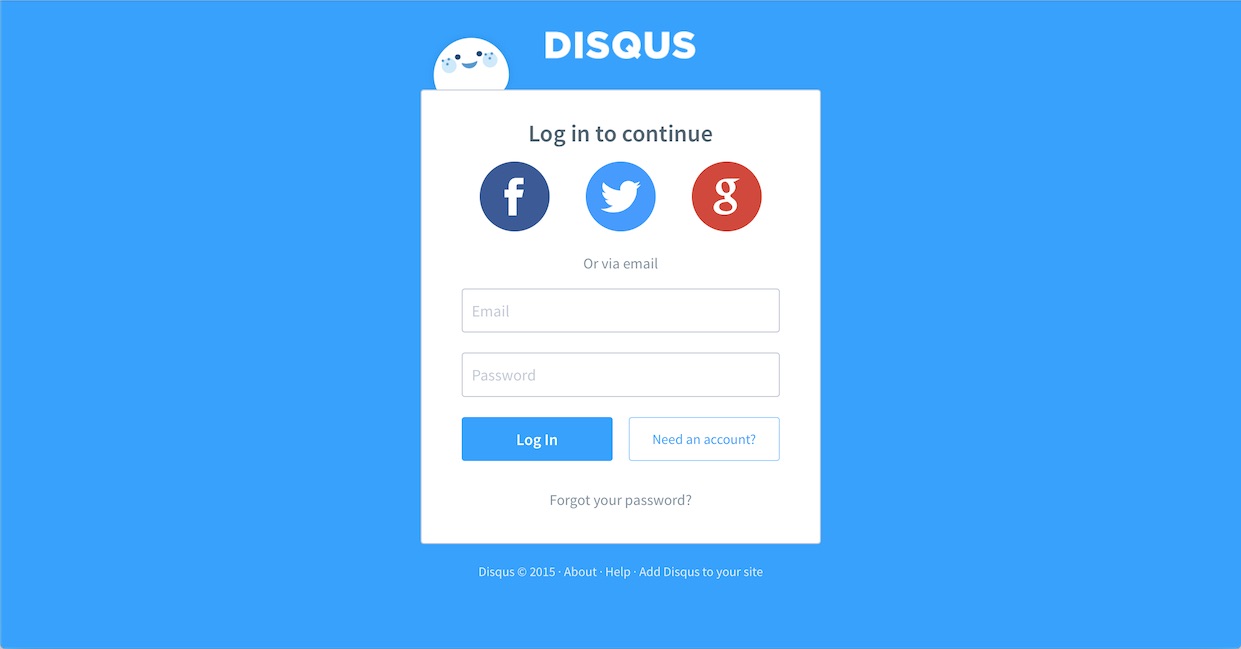 DISQUS
Log in to continue
Or via email
Email
Password
Log In
Need an account?
Forgot your password?
Disqus © 2015 · About · Help · Add Disqus to your site